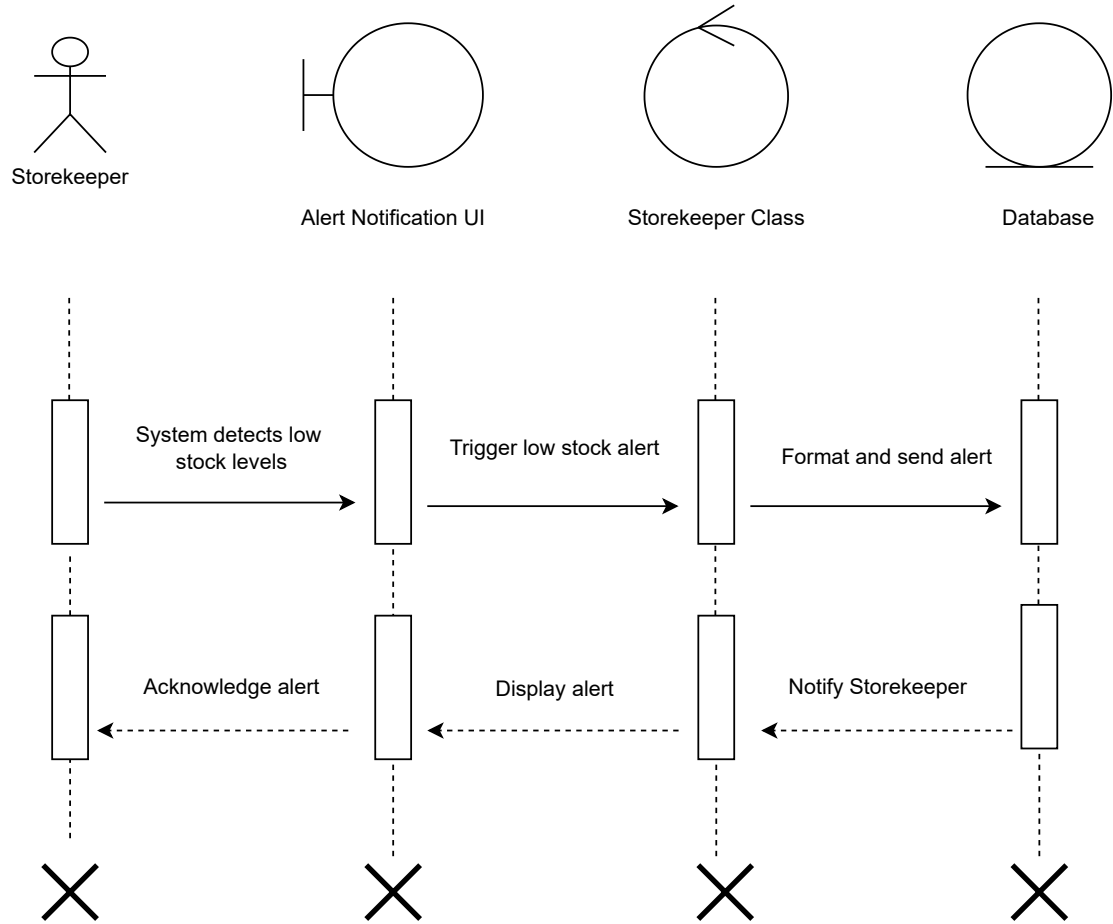 Storekeeper
Alert Notification UI
Storekeeper Class
Database
System detects low
stock levels
Trigger low stock alert
Format and send alert
Acknowledge alert
Display alert
Notify Storekeeper